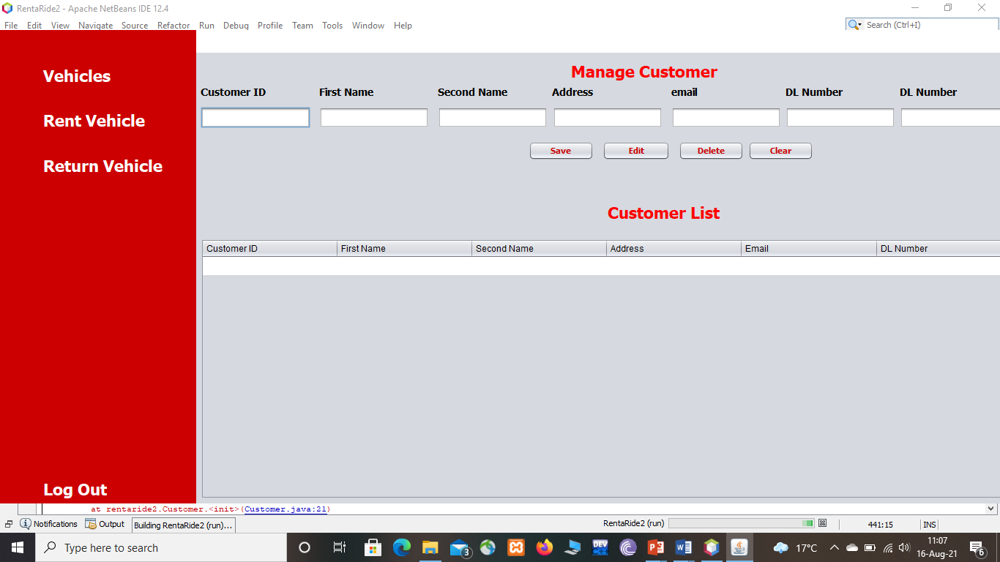 RentaRide2 - Apache NetBeans IDE 12.4
File Edit View Navigate Source Refactor Run Debug Profile Team Tools Window Help
Search (Ctrl+I)
Vehicles
Rent Vehicle
Return Vehicle
Log Out
Manage Customer
Customer ID First Name Second Name Address email DL Number DL Number
Save Edit Delete Clear
Customer List
Customer ID First Name Second Name Address Email DL Number
at rentaride2.Customer.<init>(Customer.java:21)
Notifications Output Building RentaRide2 (run)... RentaRide2 (run) 441:15 INS
Type here to search
3
DEV
P
W
17°C
11:07
16-Aug-21
6